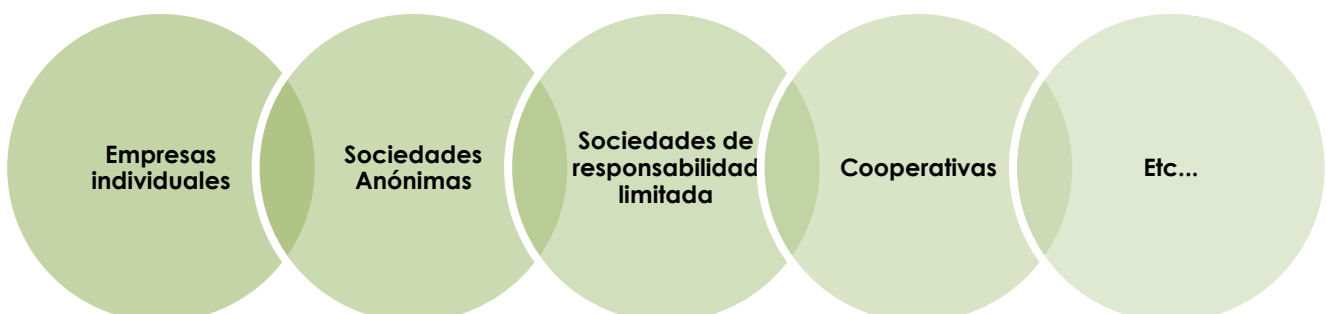 Empresas
individuales
Sociedades
Anónimas
Sociedades de
responsabilidad
limitada
Cooperativas
Etc...